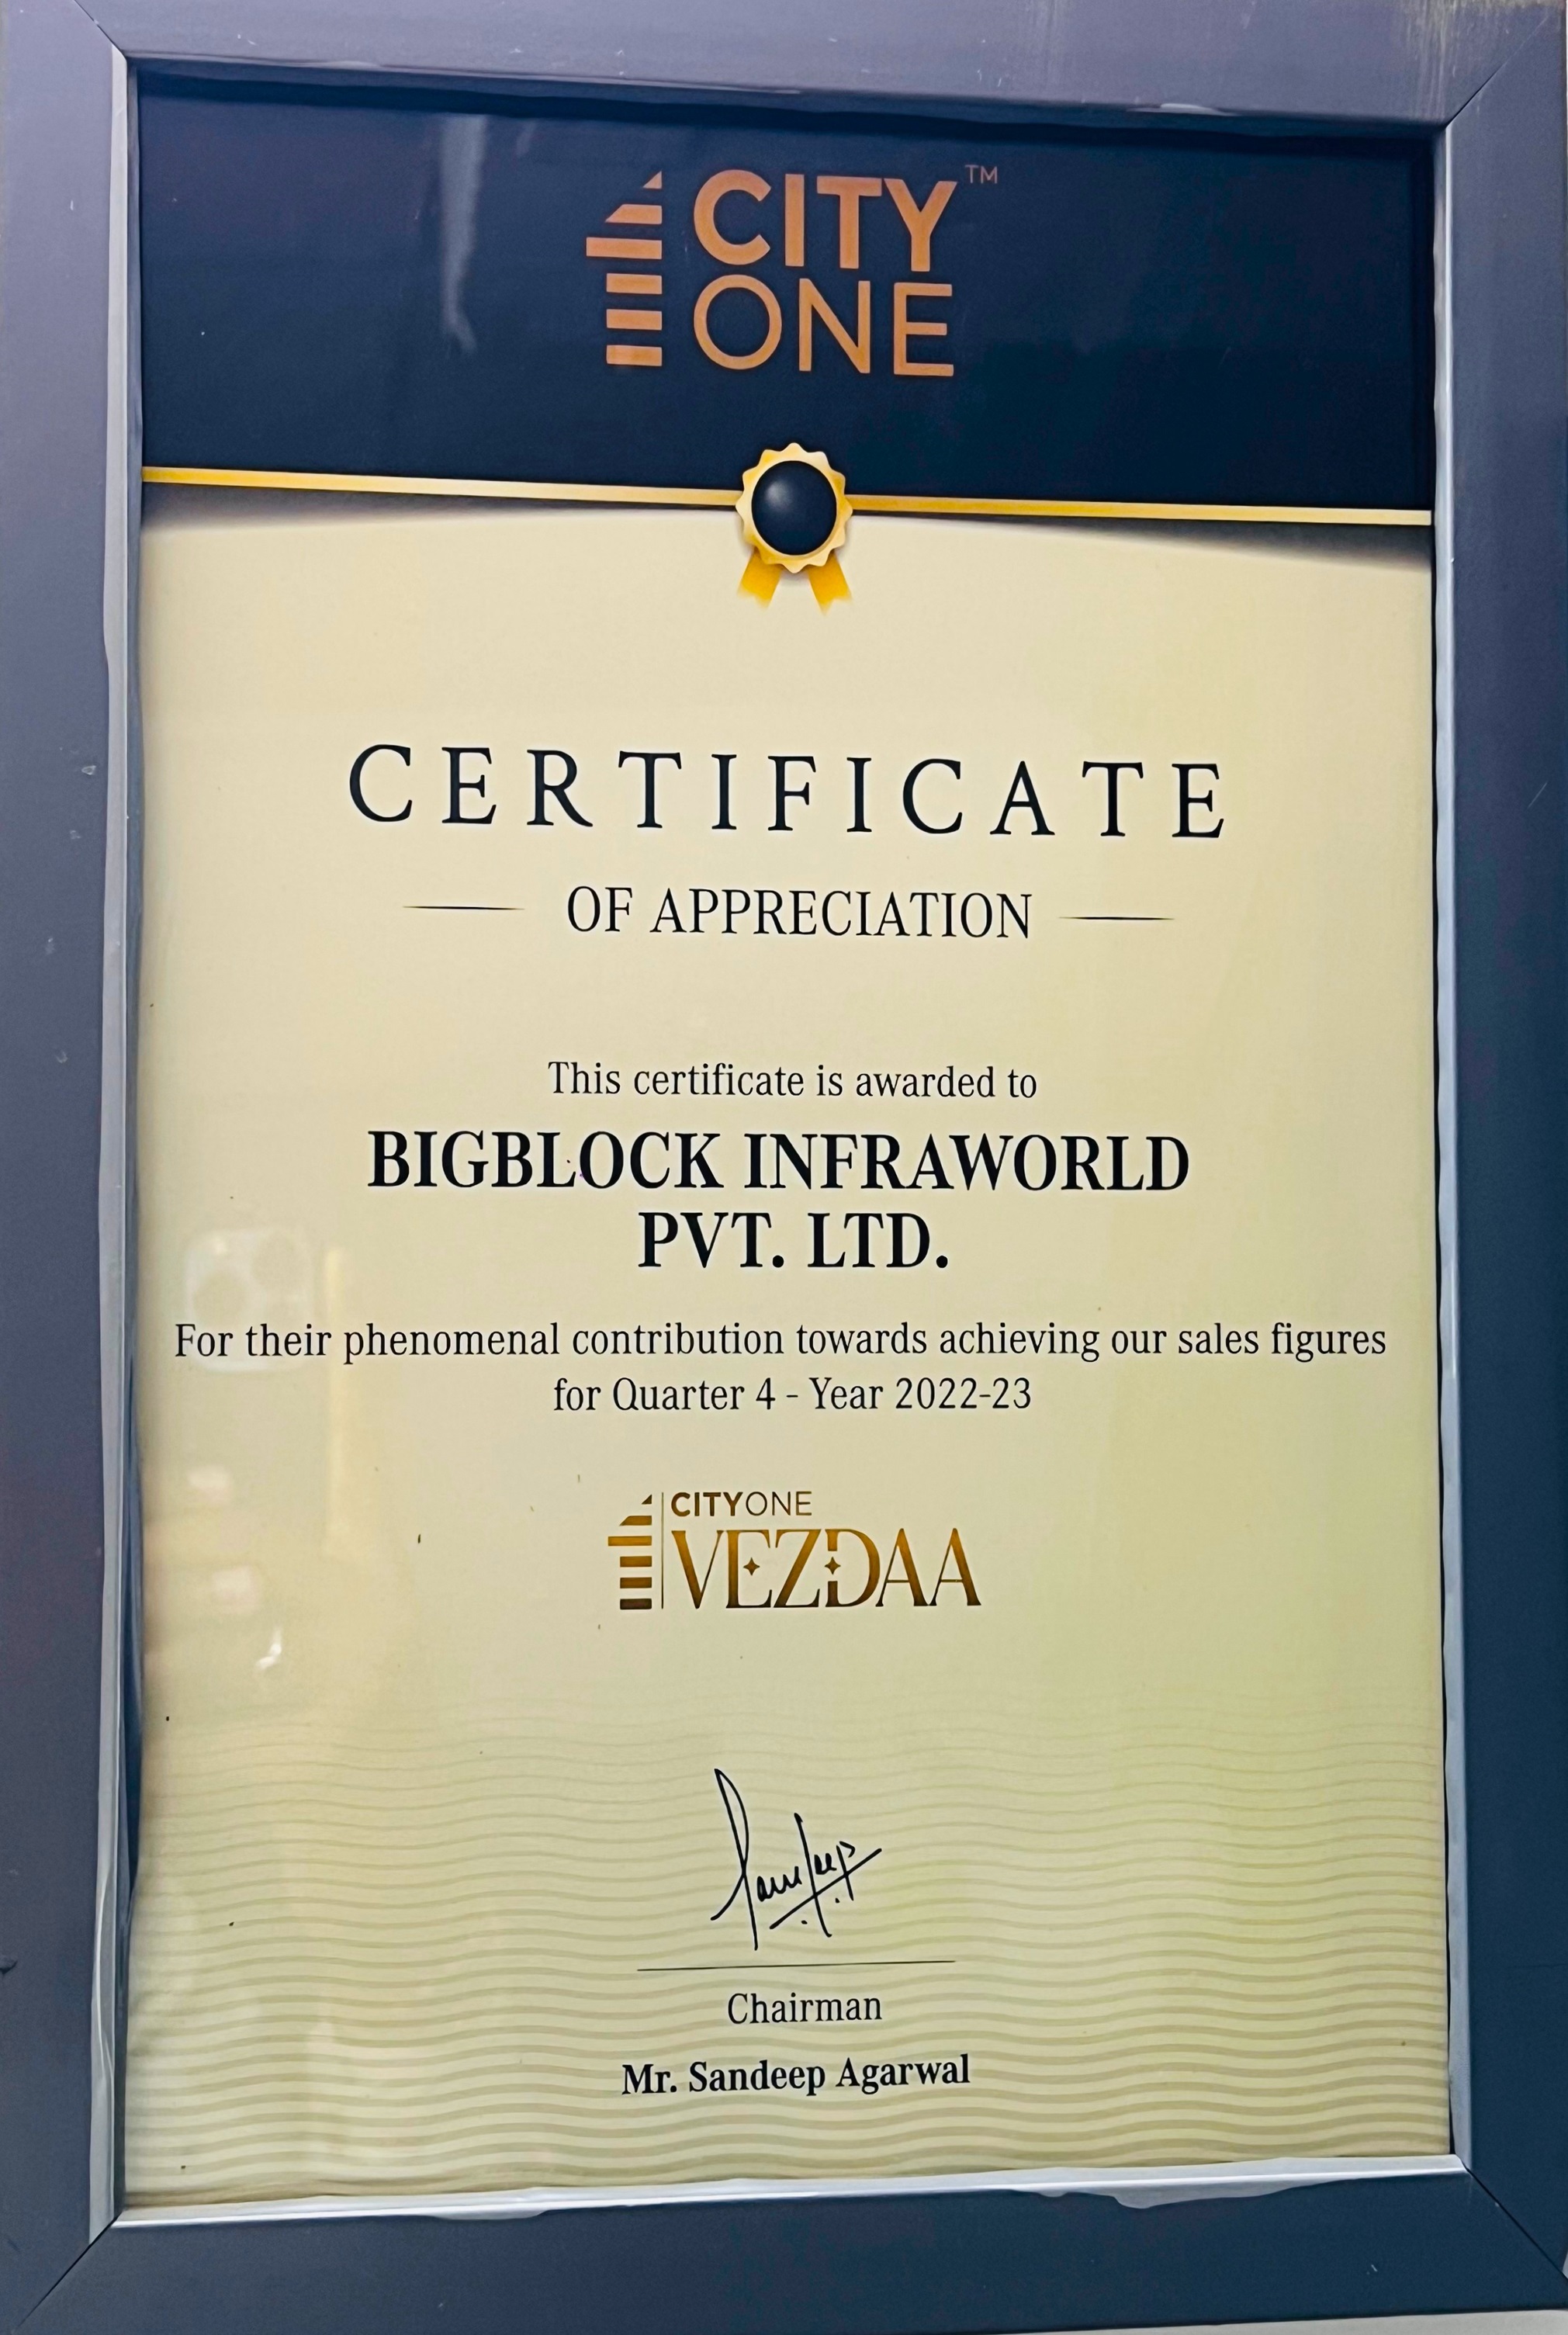 CITY™
ONE
CERTIFICATE
OF APPRECIATION
This certificate is awarded to
BIGBLOCK INFRAWORLD
PVT. LTD.
For their phenomenal contribution towards achieving our sales figures
for Quarter 4 - Year 2022-23
CITYONE
VEZDAA
Sandeep
Chairman
Mr. Sandeep Agarwal